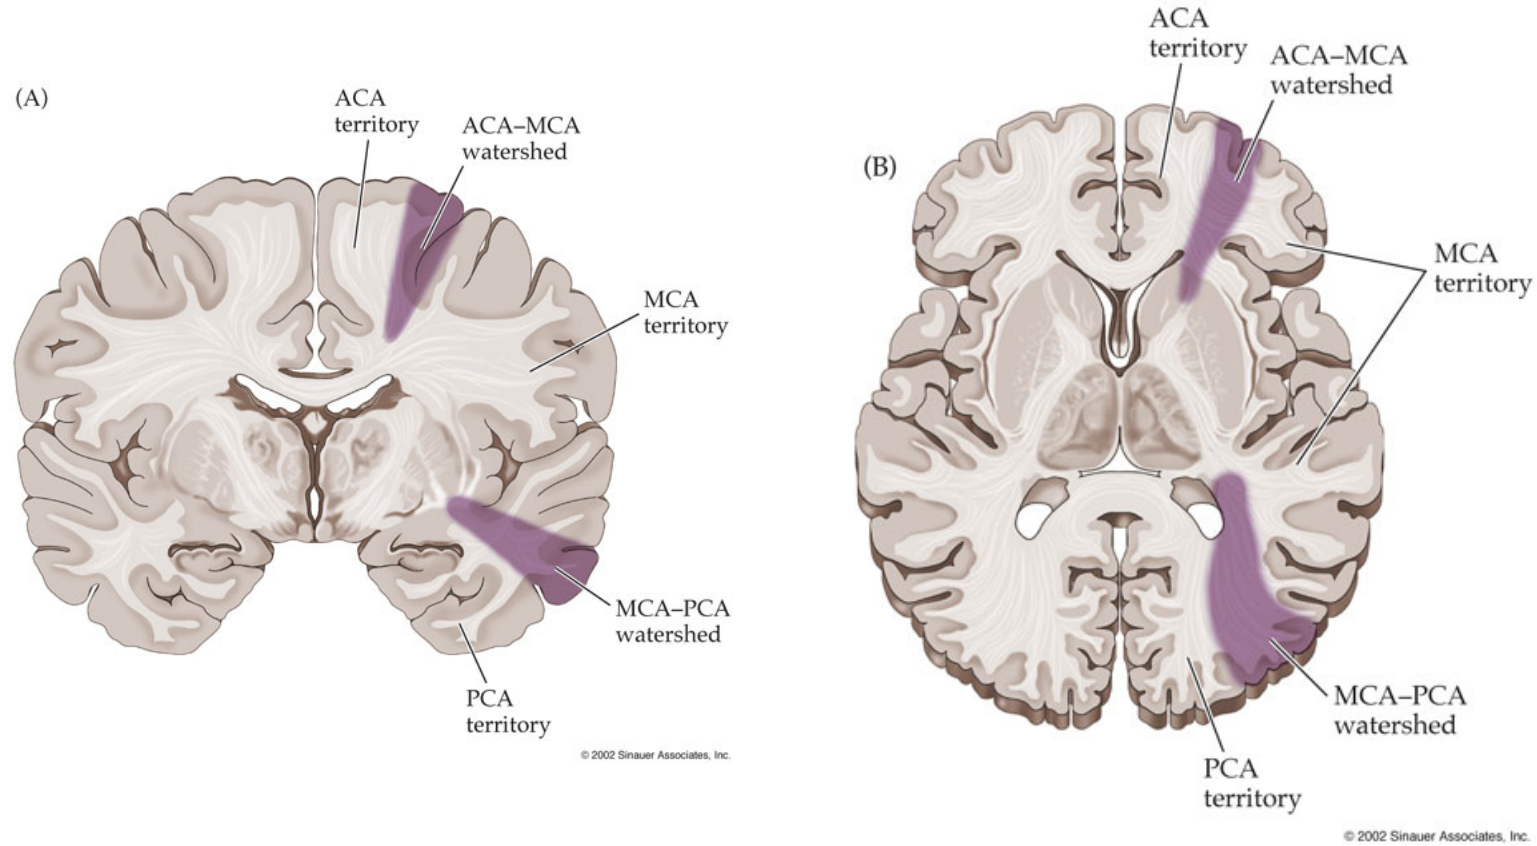 (A)
ACA
territory
ACA–MCA
watershed
MCA
territory
MCA–PCA
watershed
PCA
territory
© 2002 Sinauer Associates, Inc.
(B)
ACA
territory
ACA–MCA
watershed
MCA
territory
MCA–PCA
watershed
PCA
territory
© 2002 Sinauer Associates, Inc.